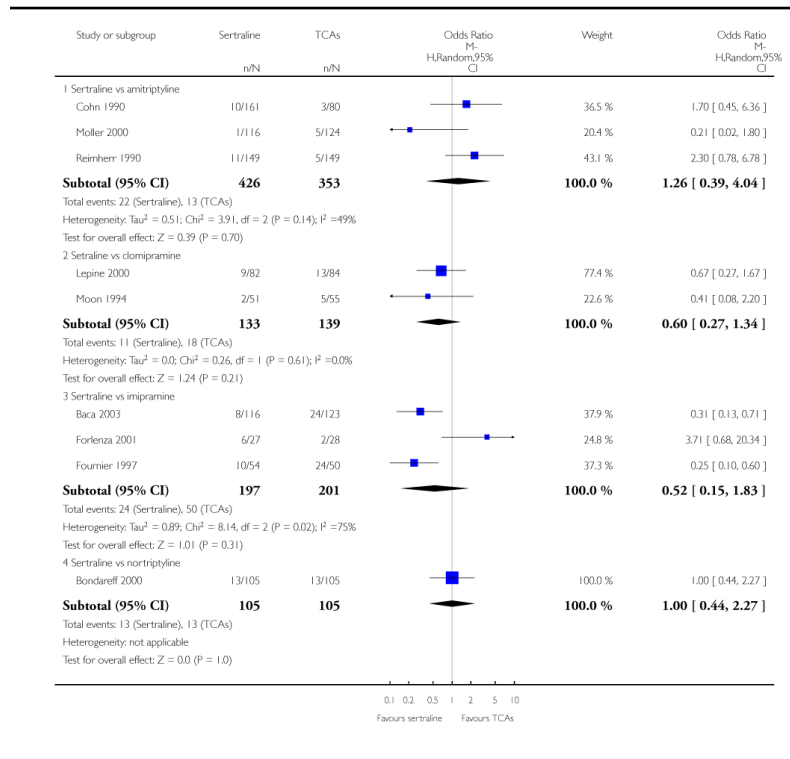 Study or subgroup Sertraline TCAs Odds Ratio Weight Odds Ratio
M- M-
H,Random,95% H,Random,95%
n/N n/N CI CI
1 Sertraline vs amitriptyline
Cohn 1990 10/161 3/80 36.5 % 1.70 [ 0.45, 6.36 ]
Moller 2000 1/116 5/124 20.4 % 0.21 [ 0.02, 1.80 ]
Reimherr 1990 11/149 5/149 43.1 % 2.30 [ 0.78, 6.78 ]
Subtotal (95% CI) 426 353 100.0 % 1.26 [ 0.39, 4.04 ]
Total events: 22 (Sertraline), 13 (TCAs)
Heterogeneity: Tau² = 0.51; Chi² = 3.91, df = 2 (P = 0.14); I² =49%
Test for overall effect: Z = 0.39 (P = 0.70)
2 Setraline vs clomipramine
Lepine 2000 9/82 13/84 77.4 % 0.67 [ 0.27, 1.67 ]
Moon 1994 2/51 5/55 22.6 % 0.41 [ 0.08, 2.20 ]
Subtotal (95% CI) 133 139 100.0 % 0.60 [ 0.27, 1.34 ]
Total events: 11 (Sertraline), 18 (TCAs)
Heterogeneity: Tau² = 0.0; Chi² = 0.26, df = 1 (P = 0.61); I² =0.0%
Test for overall effect: Z = 1.24 (P = 0.21)
3 Sertraline vs imipramine
Baca 2003 8/116 24/123 37.9 % 0.31 [ 0.13, 0.71 ]
Forlenza 2001 6/27 2/28 24.8 % 3.71 [ 0.68, 20.34 ]
Fournier 1997 10/54 24/50 37.3 % 0.25 [ 0.10, 0.60 ]
Subtotal (95% CI) 197 201 100.0 % 0.52 [ 0.15, 1.83 ]
Total events: 24 (Sertraline), 50 (TCAs)
Heterogeneity: Tau² = 0.89; Chi² = 8.14, df = 2 (P = 0.02); I² =75%
Test for overall effect: Z = 1.01 (P = 0.31)
4 Sertraline vs nortriptyline
Bondareff 2000 13/105 13/105 100.0 % 1.00 [ 0.44, 2.27 ]
Subtotal (95% CI) 105 105 100.0 % 1.00 [ 0.44, 2.27 ]
Total events: 13 (Sertraline), 13 (TCAs)
Heterogeneity: not applicable
Test for overall effect: Z = 0.0 (P = 1.0)
0.1 0.2 0.5 1 2 5 10
Favours sertraline Favours TCAs